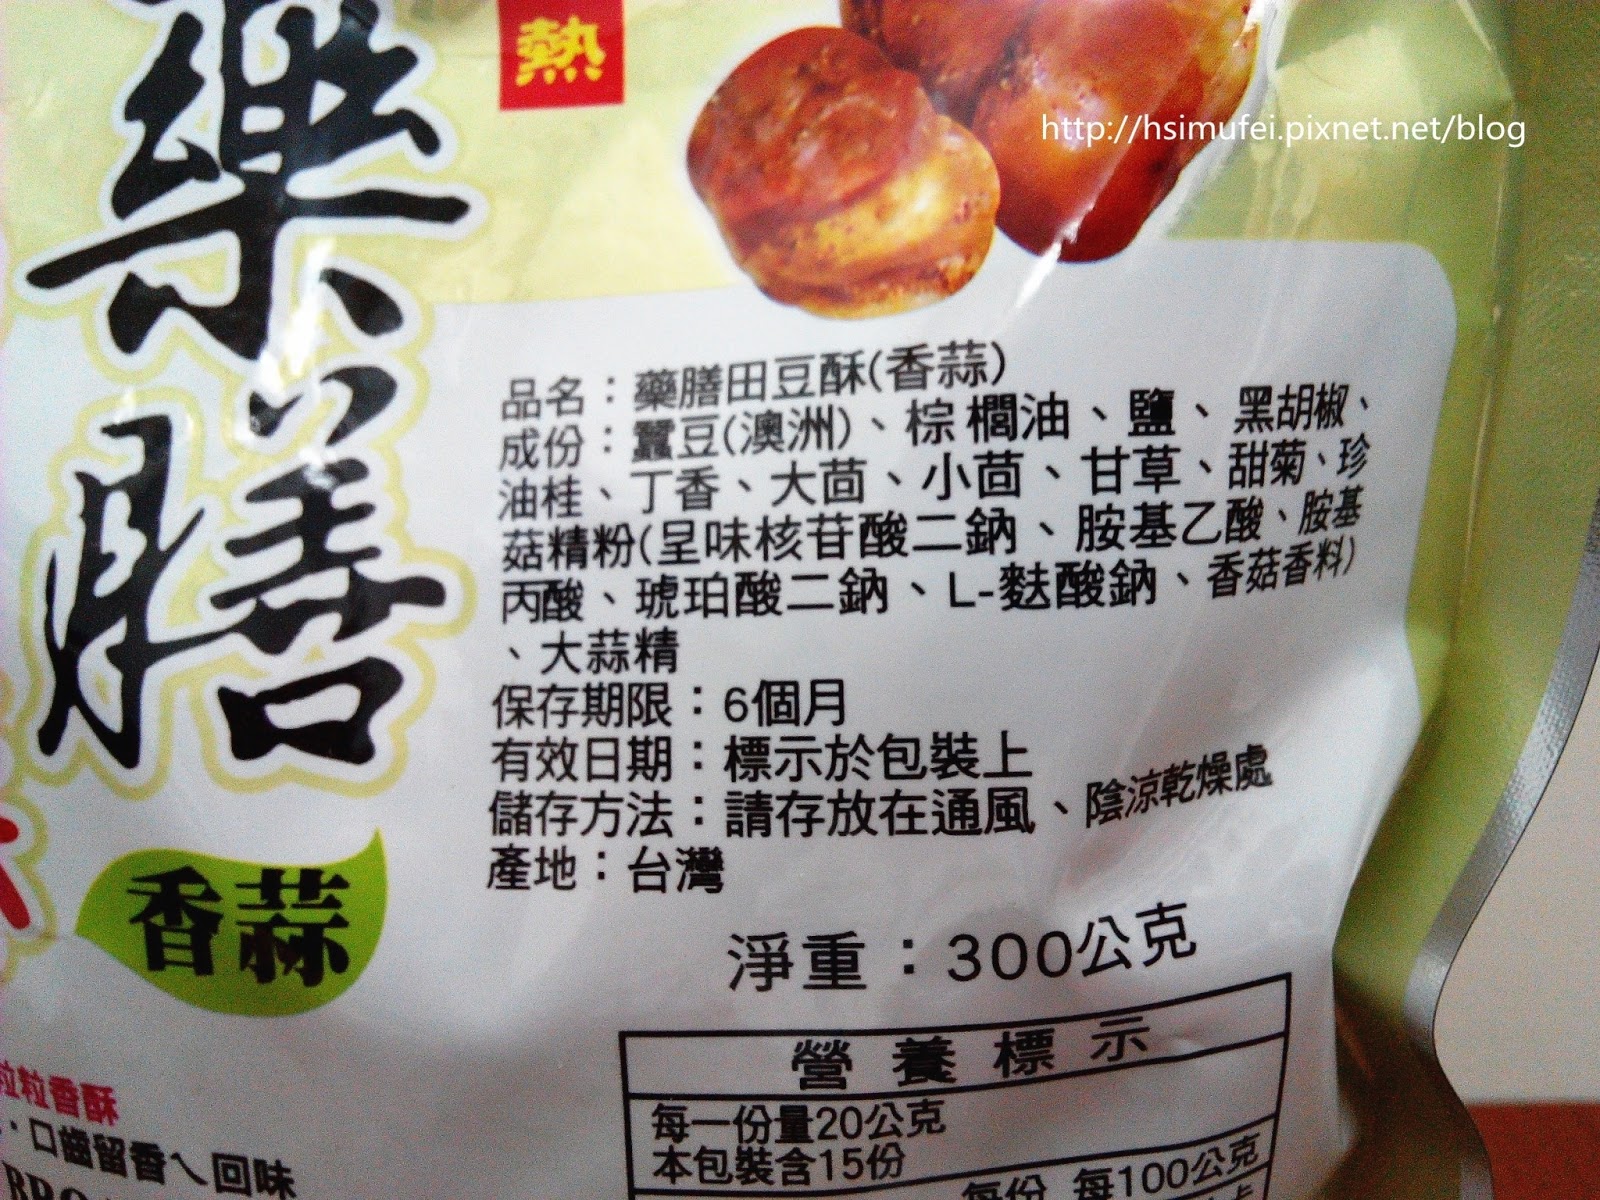 藥膳
熱
http://hsimufei.pixnet.net/blog
品名：藥膳田豆酥(香蒜)
成份：蠶豆(澳洲)、棕櫚油、鹽、黑胡椒、
油桂、丁香、大茴、小茴、甘草、甜菊、珍
菇精粉(呈味核苷酸二鈉、胺基乙酸、胺基
丙酸、琥珀酸二鈉、L-麩酸鈉、香菇香料)
、大蒜精
保存期限：6個月
有效日期：標示於包裝上
儲存方法：請存放在通風、陰涼乾燥處
產地：台灣
香蒜
淨重：300公克
營養標示
每一份量20公克
本包裝含15份
每份 每100公克
粒粒香酥
口齒留香ㄟ回味